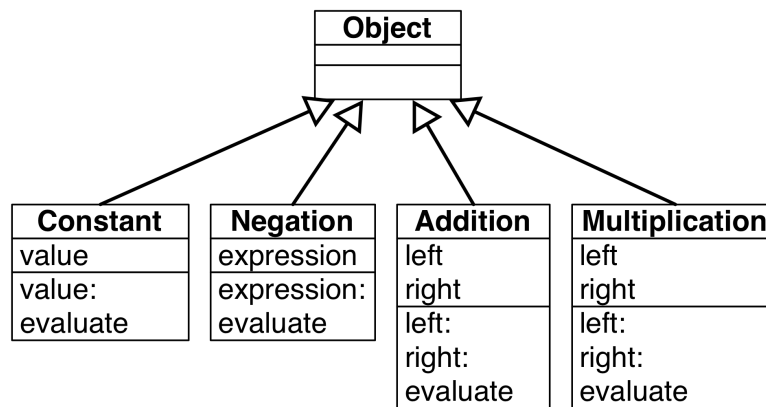 Object
Constant
value
value:
evaluate
Negation
expression
expression:
evaluate
Addition
left
right
left:
right:
evaluate
Multiplication
left
right
left:
right:
evaluate